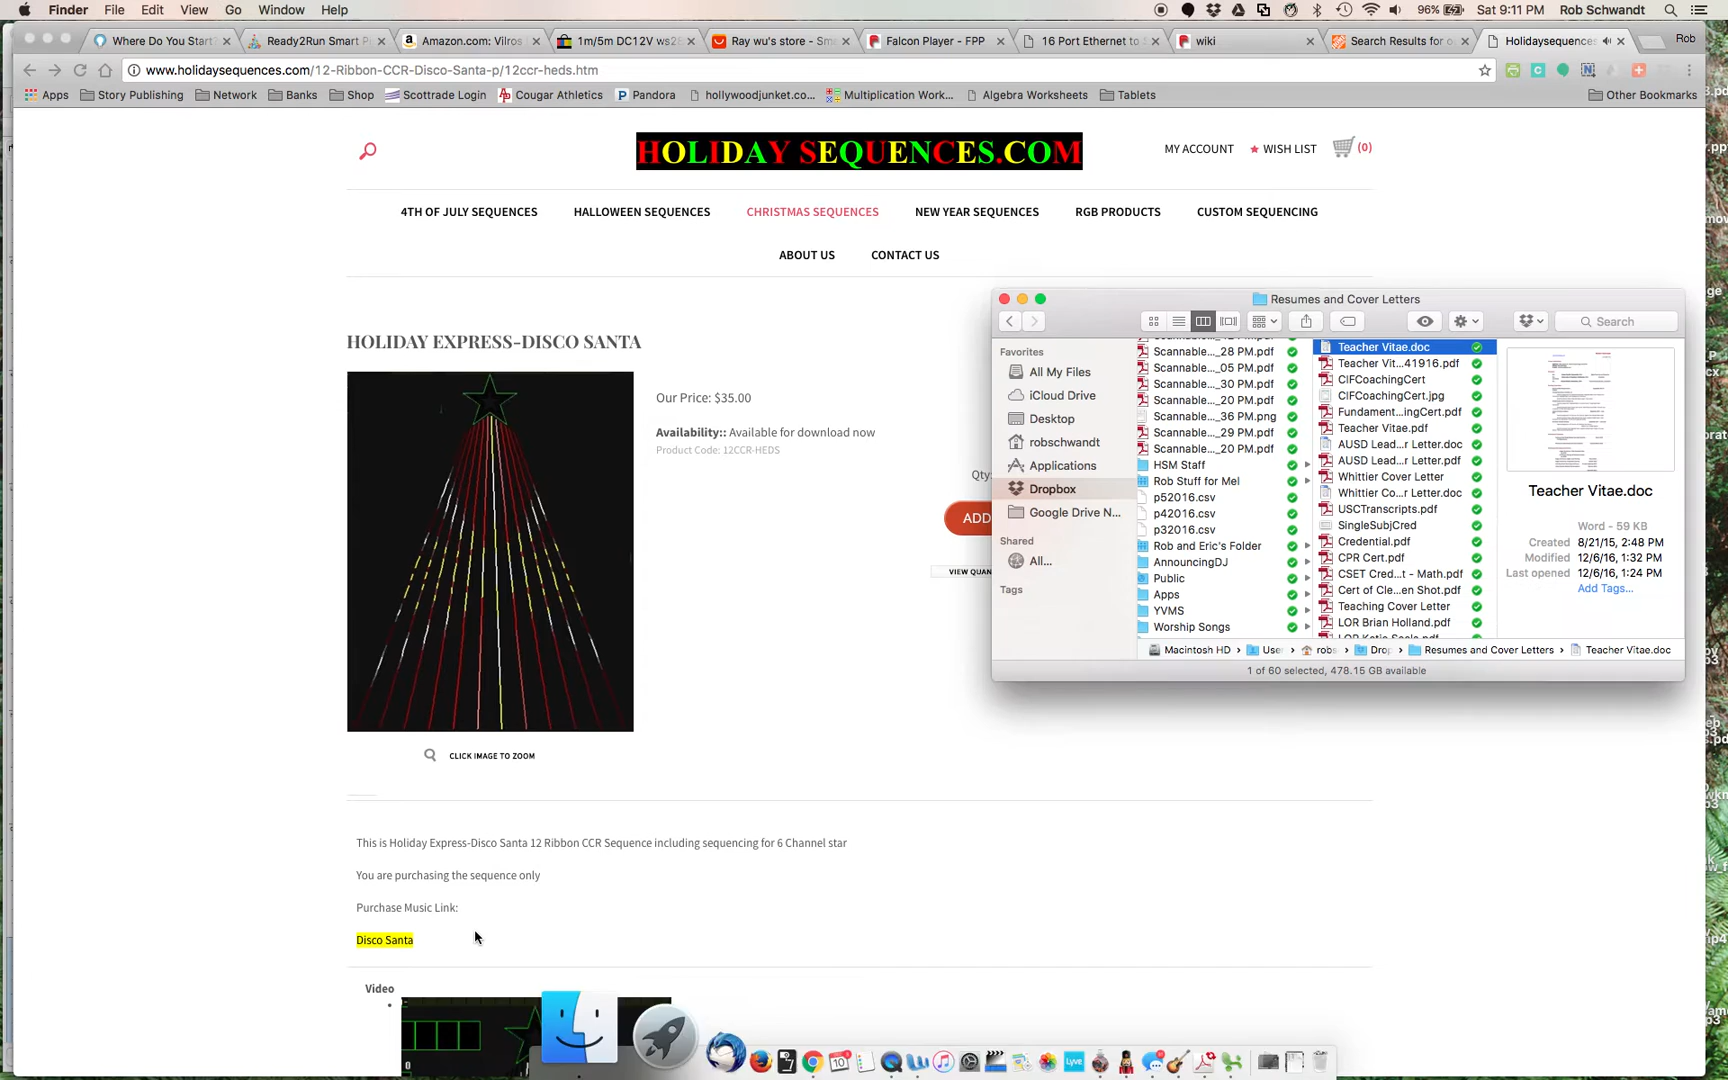 Finder File Edit View Go Window Help 96% Sat 9:11 PM Rob Schwandt
Where Do You Start Ready2Run Smart P Amazon.com: Vilros 1m/5m DC12V ws28 Ray wu's store - Sm Falcon Player - FPP 16 Port Ethernet to wiki Search Results for o Holidaysequences Rob
www.holidaysequences.com/12-Ribbon-CCR-Disco-Santa-p/12ccr-heds.htm
Apps Story Publishing Network Banks Shop Scottrade Login Cougar Athletics Pandora hollywoodjunket.co... Multiplication Work... Algebra Worksheets Tablets Other Bookmarks
HOLIDAY SEQUENCES.COM
MY ACCOUNT WISH LIST (0)
4TH OF JULY SEQUENCES HALLOWEEN SEQUENCES CHRISTMAS SEQUENCES NEW YEAR SEQUENCES RGB PRODUCTS CUSTOM SEQUENCING
ABOUT US CONTACT US
HOLIDAY EXPRESS-DISCO SANTA
Our Price: $35.00
Availability:: Available for download now
Product Code: 12CCR-HEDS
Qty:
ADD
VIEW QUAN
CLICK IMAGE TO ZOOM
This is Holiday Express-Disco Santa 12 Ribbon CCR Sequence including sequencing for 6 Channel star
You are purchasing the sequence only
Purchase Music Link:
Disco Santa
Video
Resumes and Cover Letters
Search
Favorites
All My Files
iCloud Drive
Desktop
robschwandt
Applications
Dropbox
Google Drive N...
Shared
All...
Tags
Scannable..._28 PM.pdf
Scannable..._05 PM.pdf
Scannable..._30 PM.pdf
Scannable..._20 PM.pdf
Scannable..._36 PM.png
Scannable..._29 PM.pdf
Scannable..._20 PM.pdf
HSM Staff
Rob Stuff for Mel
p52016.csv
p42016.csv
p32016.csv
Rob and Eric's Folder
AnnouncingDJ
Public
Apps
YVMS
Worship Songs
Teacher Vitae.doc
Teacher Vit...41916.pdf
CIFCoachingCert
CIFCoachingCert.jpg
Fundament...ingCert.pdf
Teacher Vitae.pdf
AUSD Lead...r Letter.doc
AUSD Lead...r Letter.pdf
Whittier Cover Letter
Whittier Co...r Letter.doc
USCTranscripts.pdf
SingleSubjCred
Credential.pdf
CPR Cert.pdf
CSET Cred...t - Math.pdf
Cert of Cle...en Shot.pdf
Teaching Cover Letter
LOR Brian Holland.pdf
Teacher Vitae.doc
Word - 59 KB
Created 8/21/15, 2:48 PM
Modified 12/6/16, 1:32 PM
Last opened 12/6/16, 1:24 PM
Add Tags...
Macintosh HD User robs Drop Resumes and Cover Letters Teacher Vitae.doc
1 of 60 selected, 478.15 GB available